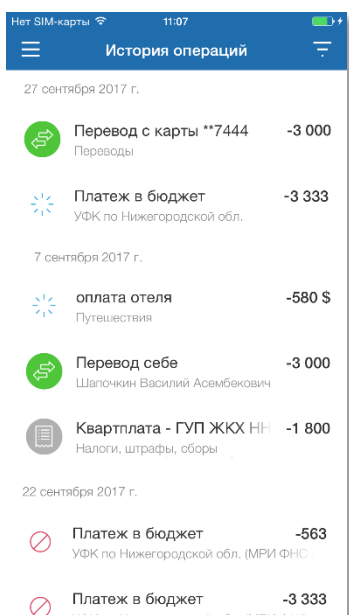 Нет SIM-карты 11:07
История операций
27 сентября 2017 г.
Перевод с карты **7444 -3 000
Переводы
Платеж в бюджет -3 333
УФК по Нижегородской обл.
7 сентября 2017 г.
оплата отеля -580 $
Путешествия
Перевод себе -3 000
Шапочкин Василий Асембекович
Квартплата - ГУП ЖКХ НН -1 800
Налоги, штрафы, сборы
22 сентября 2017 г.
Платеж в бюджет -563
УФК по Нижегородской обл. (МРИ ФНС
Платеж в бюджет -3 333